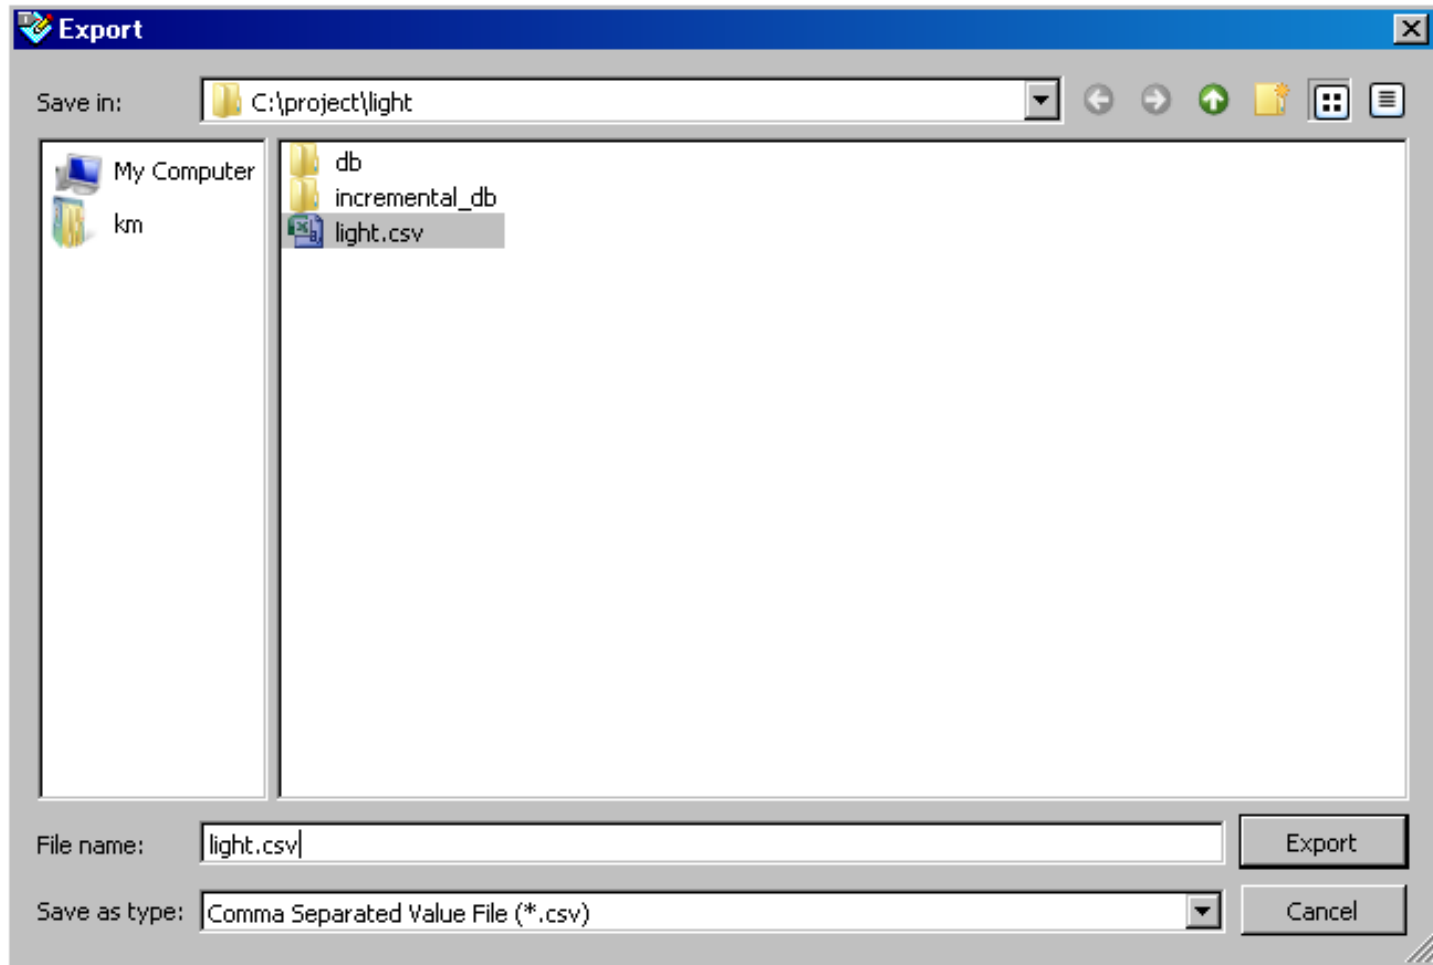 Export
Save in: C:\project\light
My Computer
km
db
incremental_db
light.csv
File name: light.csv Export
Save as type: Comma Separated Value File (*.csv) Cancel